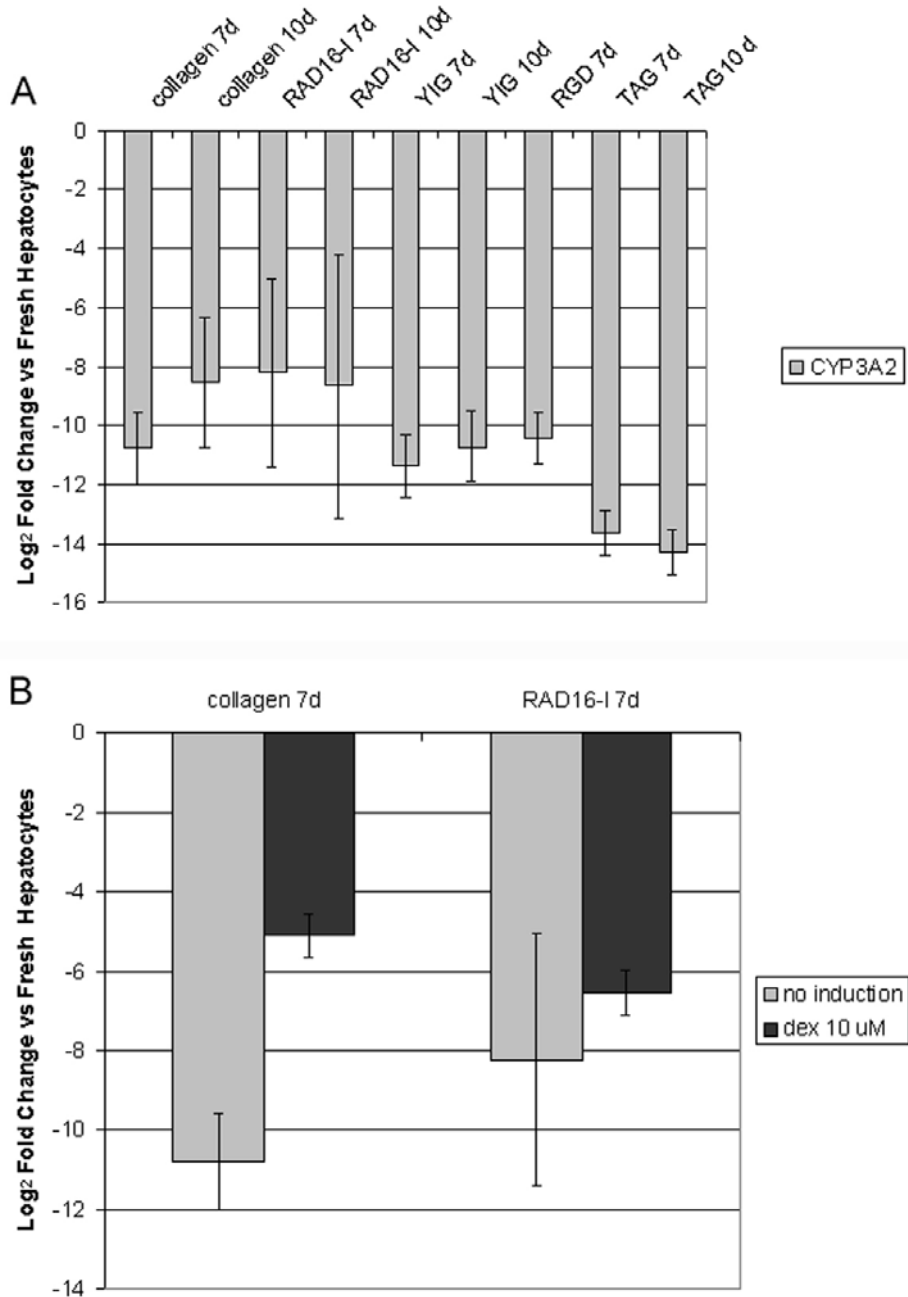 A
collagen 7d
collagen 10d
RAD16-I 7d
RAD16-I 10d
YIG 7d
YIG 10d
RGD 7d
TAG 7d
TAG10 d
Log2 Fold Change vs Fresh Hepatocytes
0
-2
-4
-6
-8
-10
-12
-14
-16
CYP3A2
B
collagen 7d
RAD16-I 7d
Log2 Fold Change vs Fresh Hepatocytes
0
-2
-4
-6
-8
-10
-12
-14
no induction
dex 10 uM